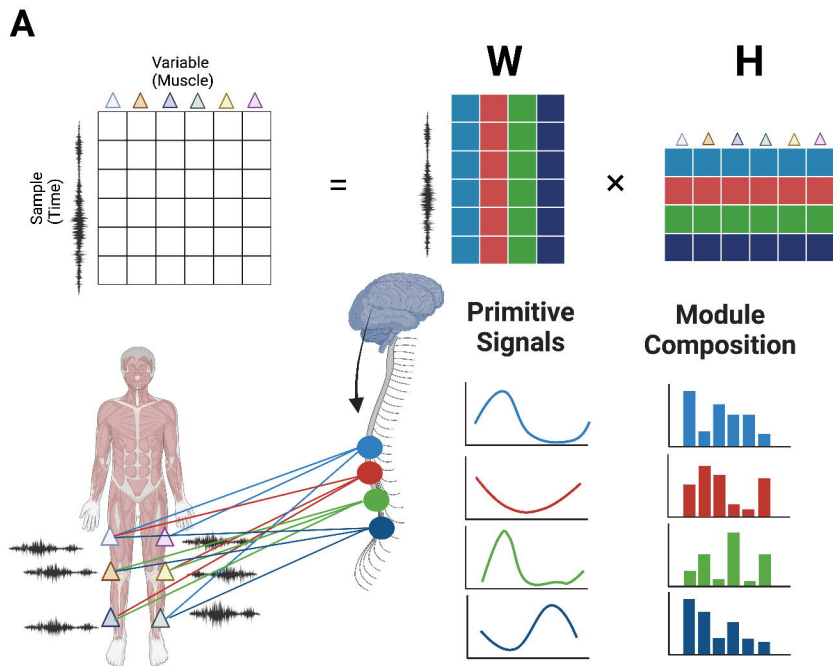 A
Variable
(Muscle)
W
H
Sample
(Time)
=
×
Primitive
Signals
Module
Composition